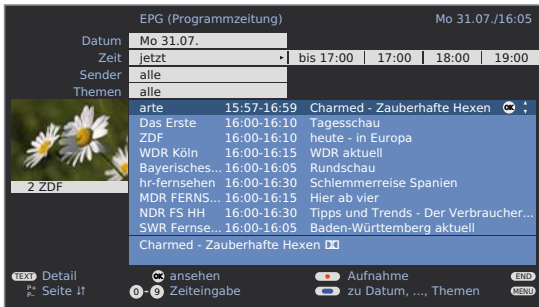 EPG (Programmzeitung) Mo 31.07./16:05
Datum Mo 31.07.
Zeit jetzt bis 17:00 17:00 18:00 19:00
Sender alle
Themen alle
arte 15:57-16:59 Charmed - Zauberhafte Hexen OK
Das Erste 16:00-16:10 Tagesschau
ZDF 16:00-16:10 heute - in Europa
WDR Köln 16:00-16:15 WDR aktuell
Bayerisches... 16:00-16:05 Rundschau
hr-fernsehen 16:00-16:30 Schlemmerreise Spanien
MDR FERNS... 16:00-16:15 Hier ab vier
NDR FS HH 16:00-16:30 Tipps und Trends - Der Verbraucher...
SWR Fernse... 16:00-16:05 Baden-Württemberg aktuell
2 ZDF
Charmed - Zauberhafte Hexen
TEXT Detail OK ansehen Aufnahme END
P+ P- Seite ↓↑ 0-9 Zeiteingabe zu Datum, ..., Themen MENU